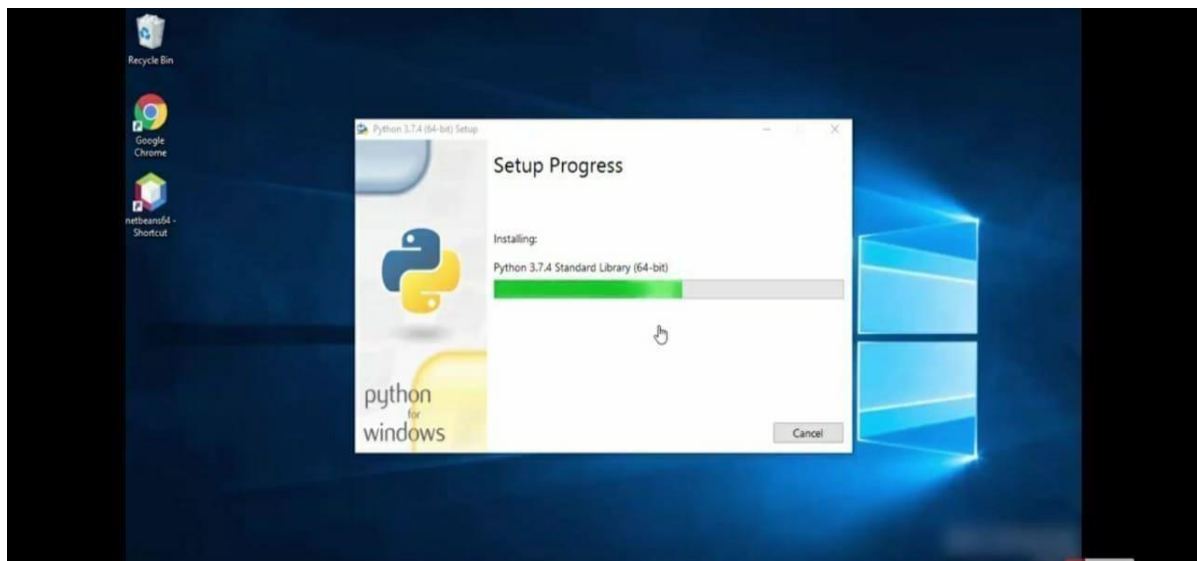 Recycle Bin
Google
Chrome
netbeans64 -
Shortcut
Python 3.7.4 (64-bit) Setup
Setup Progress
Installing:
Python 3.7.4 Standard Library (64-bit)
python
for
windows
Cancel